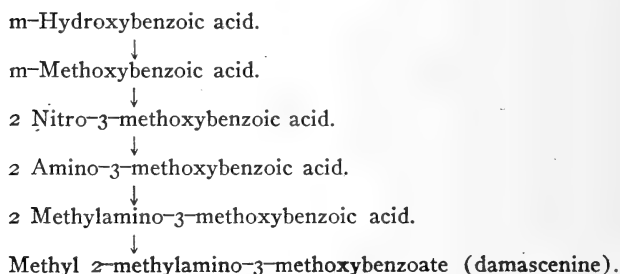 m-Hydroxybenzoic acid.
↓
m-Methoxybenzoic acid.
↓
2 Nitro-3-methoxybenzoic acid.
↓
2 Amino-3-methoxybenzoic acid.
↓
2 Methylamino-3-methoxybenzoic acid.
↓
Methyl 2-methylamino-3-methoxybenzoate (damascenine).